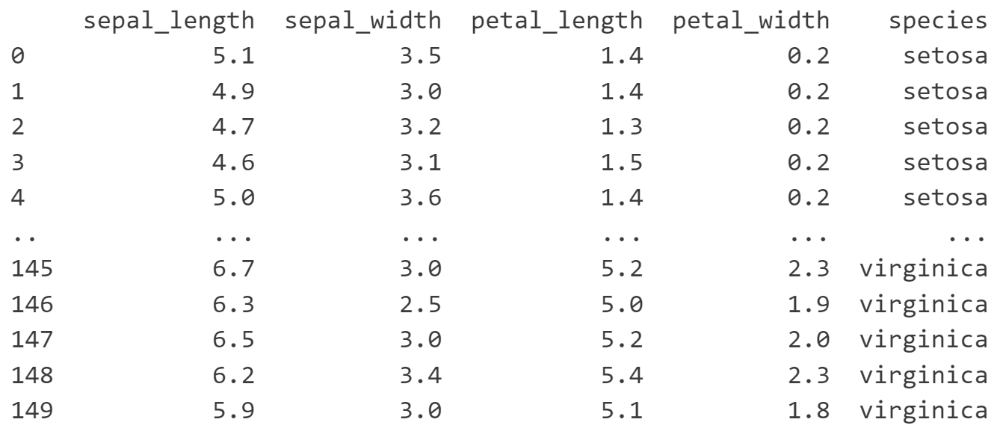 sepal_length sepal_width petal_length petal_width species
0 5.1 3.5 1.4 0.2 setosa
1 4.9 3.0 1.4 0.2 setosa
2 4.7 3.2 1.3 0.2 setosa
3 4.6 3.1 1.5 0.2 setosa
4 5.0 3.6 1.4 0.2 setosa
.. ... ... ... ... ...
145 6.7 3.0 5.2 2.3 virginica
146 6.3 2.5 5.0 1.9 virginica
147 6.5 3.0 5.2 2.0 virginica
148 6.2 3.4 5.4 2.3 virginica
149 5.9 3.0 5.1 1.8 virginica